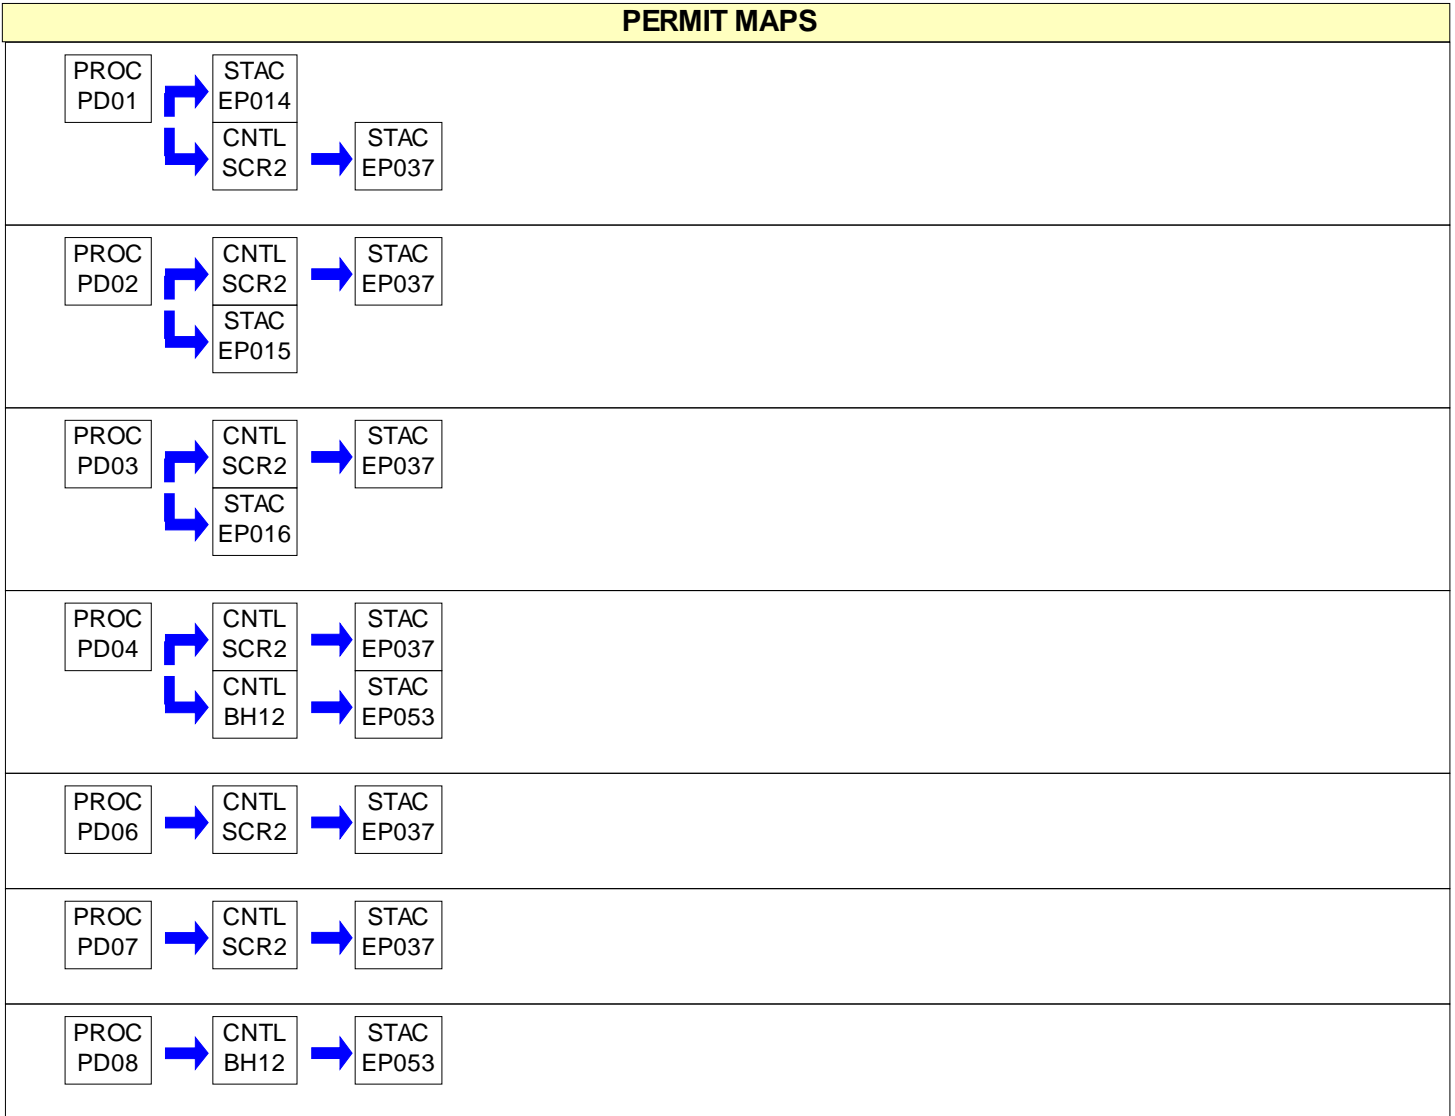 PERMIT MAPS
PROC
PD01
STAC
EP014
CNTL
SCR2
STAC
EP037
PROC
PD02
CNTL
SCR2
STAC
EP037
STAC
EP015
PROC
PD03
CNTL
SCR2
STAC
EP037
STAC
EP016
PROC
PD04
CNTL
SCR2
STAC
EP037
CNTL
BH12
STAC
EP053
PROC
PD06
CNTL
SCR2
STAC
EP037
PROC
PD07
CNTL
SCR2
STAC
EP037
PROC
PD08
CNTL
BH12
STAC
EP053